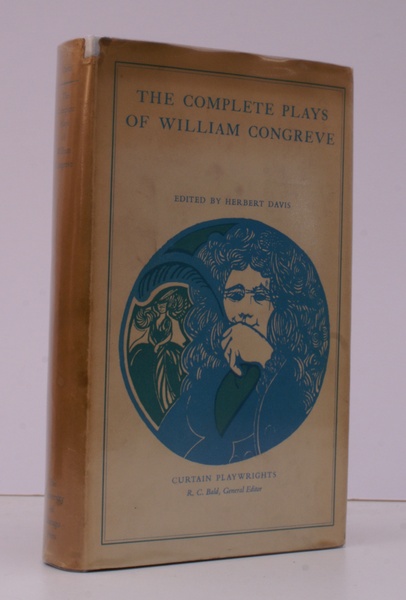 THE COMPLETE PLAYS
OF WILLIAM CONGREVE
EDITED BY HERBERT DAVIS
CURTAIN PLAYWRIGHTS
R. C. Bald, General Editor